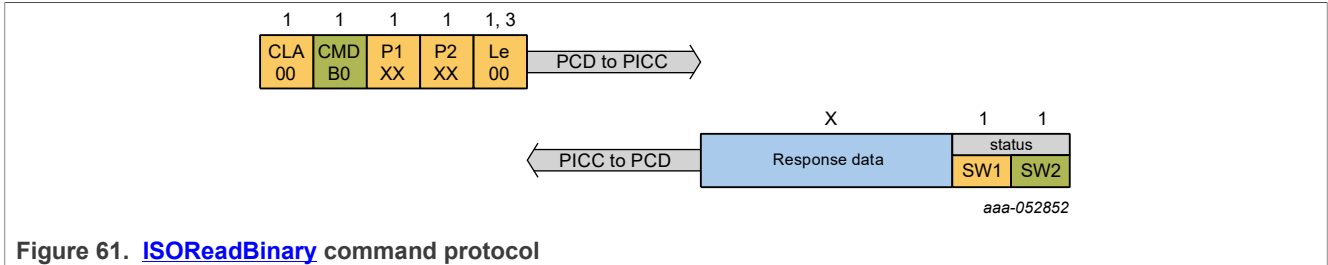 1 1 1 1 1, 3
CLA CMD P1 P2 Le
00 B0 XX XX 00
PCD to PICC
X 1 1
status
PICC to PCD Response data SW1 SW2
aaa-052852
Figure 61. ISOReadBinary command protocol